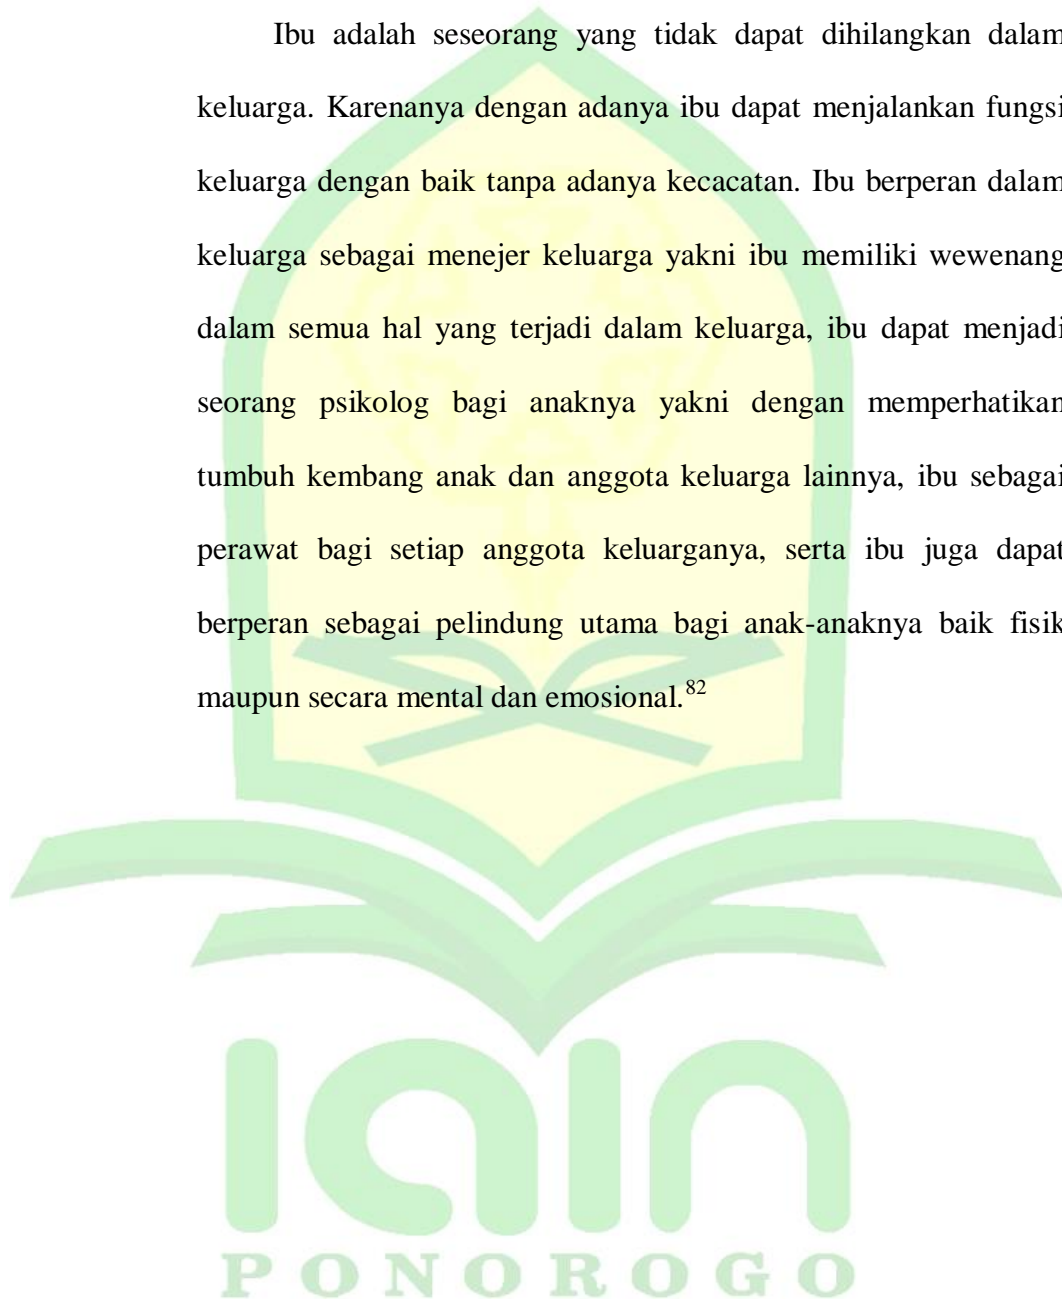 Ibu adalah seseorang yang tidak dapat dihilangkan dalam
keluarga. Karenanya dengan adanya ibu dapat menjalankan fungsi
keluarga dengan baik tanpa adanya kecacatan. Ibu berperan dalam
keluarga sebagai menejer keluarga yakni ibu memiliki wewenang
dalam semua hal yang terjadi dalam keluarga, ibu dapat menjadi
seorang psikolog bagi anaknya yakni dengan memperhatikan
tumbuh kembang anak dan anggota keluarga lainnya, ibu sebagai
perawat bagi setiap anggota keluarganya, serta ibu juga dapat
berperan sebagai pelindung utama bagi anak-anaknya baik fisik
maupun secara mental dan emosional.82
iain
PONOROGO